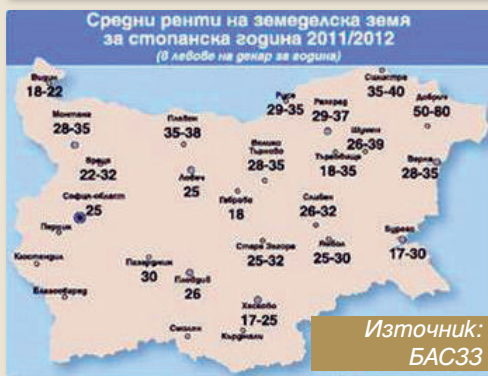 Средни ренти на земеделска земя
за стопанска година 2011/2012
(в левове на декар за година)
Видин
18-22
Монтана
28-35
Враца
22-32
София-област
25
Перник
Кюстендил
Благоевград
Плевен
35-38
Ловеч
25
Габрово
18
Велико
Търново
28-35
Русе
29-35
Разград
29-37
Силистра
35-40
Добрич
50-80
Шумен
26-39
Търговище
18-35
Варна
28-35
Сливен
26-32
Бургас
17-30
Ямбол
25-30
Стара Загора
25-32
Пазарджик
30
Пловдив
26
Хасково
17-25
Смолян
Кърджали
Източник:
БАСЗЗ